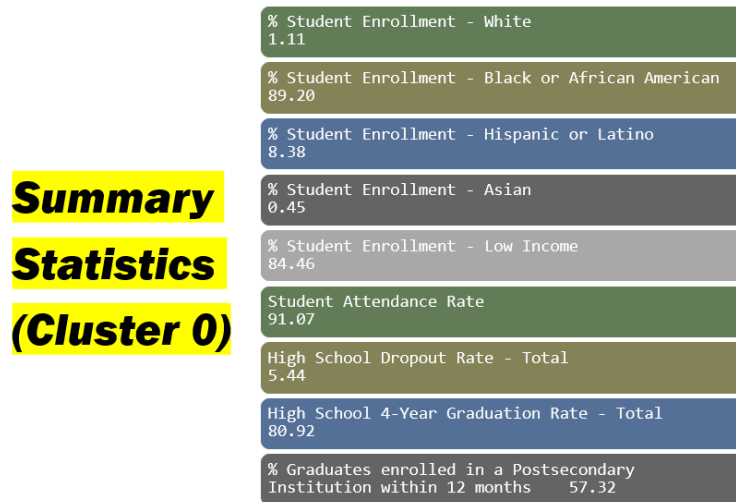 Summary
Statistics
(Cluster 0)
% Student Enrollment - White
1.11
% Student Enrollment - Black or African American
89.20
% Student Enrollment - Hispanic or Latino
8.38
% Student Enrollment - Asian
0.45
% Student Enrollment - Low Income
84.46
Student Attendance Rate
91.07
High School Dropout Rate - Total
5.44
High School 4-Year Graduation Rate - Total
80.92
% Graduates enrolled in a Postsecondary
Institution within 12 months 57.32